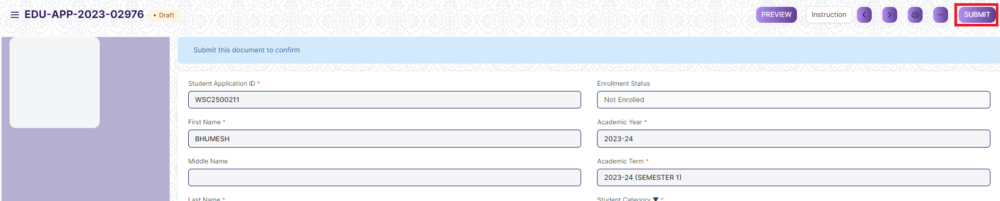 EDU-APP-2023-02976 • Draft PREVIEW Instruction SUBMIT
Submit this document to confirm
Student Application ID *
WSC2500211
Enrollment Status
Not Enrolled
First Name *
BHUMESH
Academic Year *
2023-24
Middle Name
Academic Term *
2023-24 (SEMESTER 1)
Last Name *
Student Category ▼ *